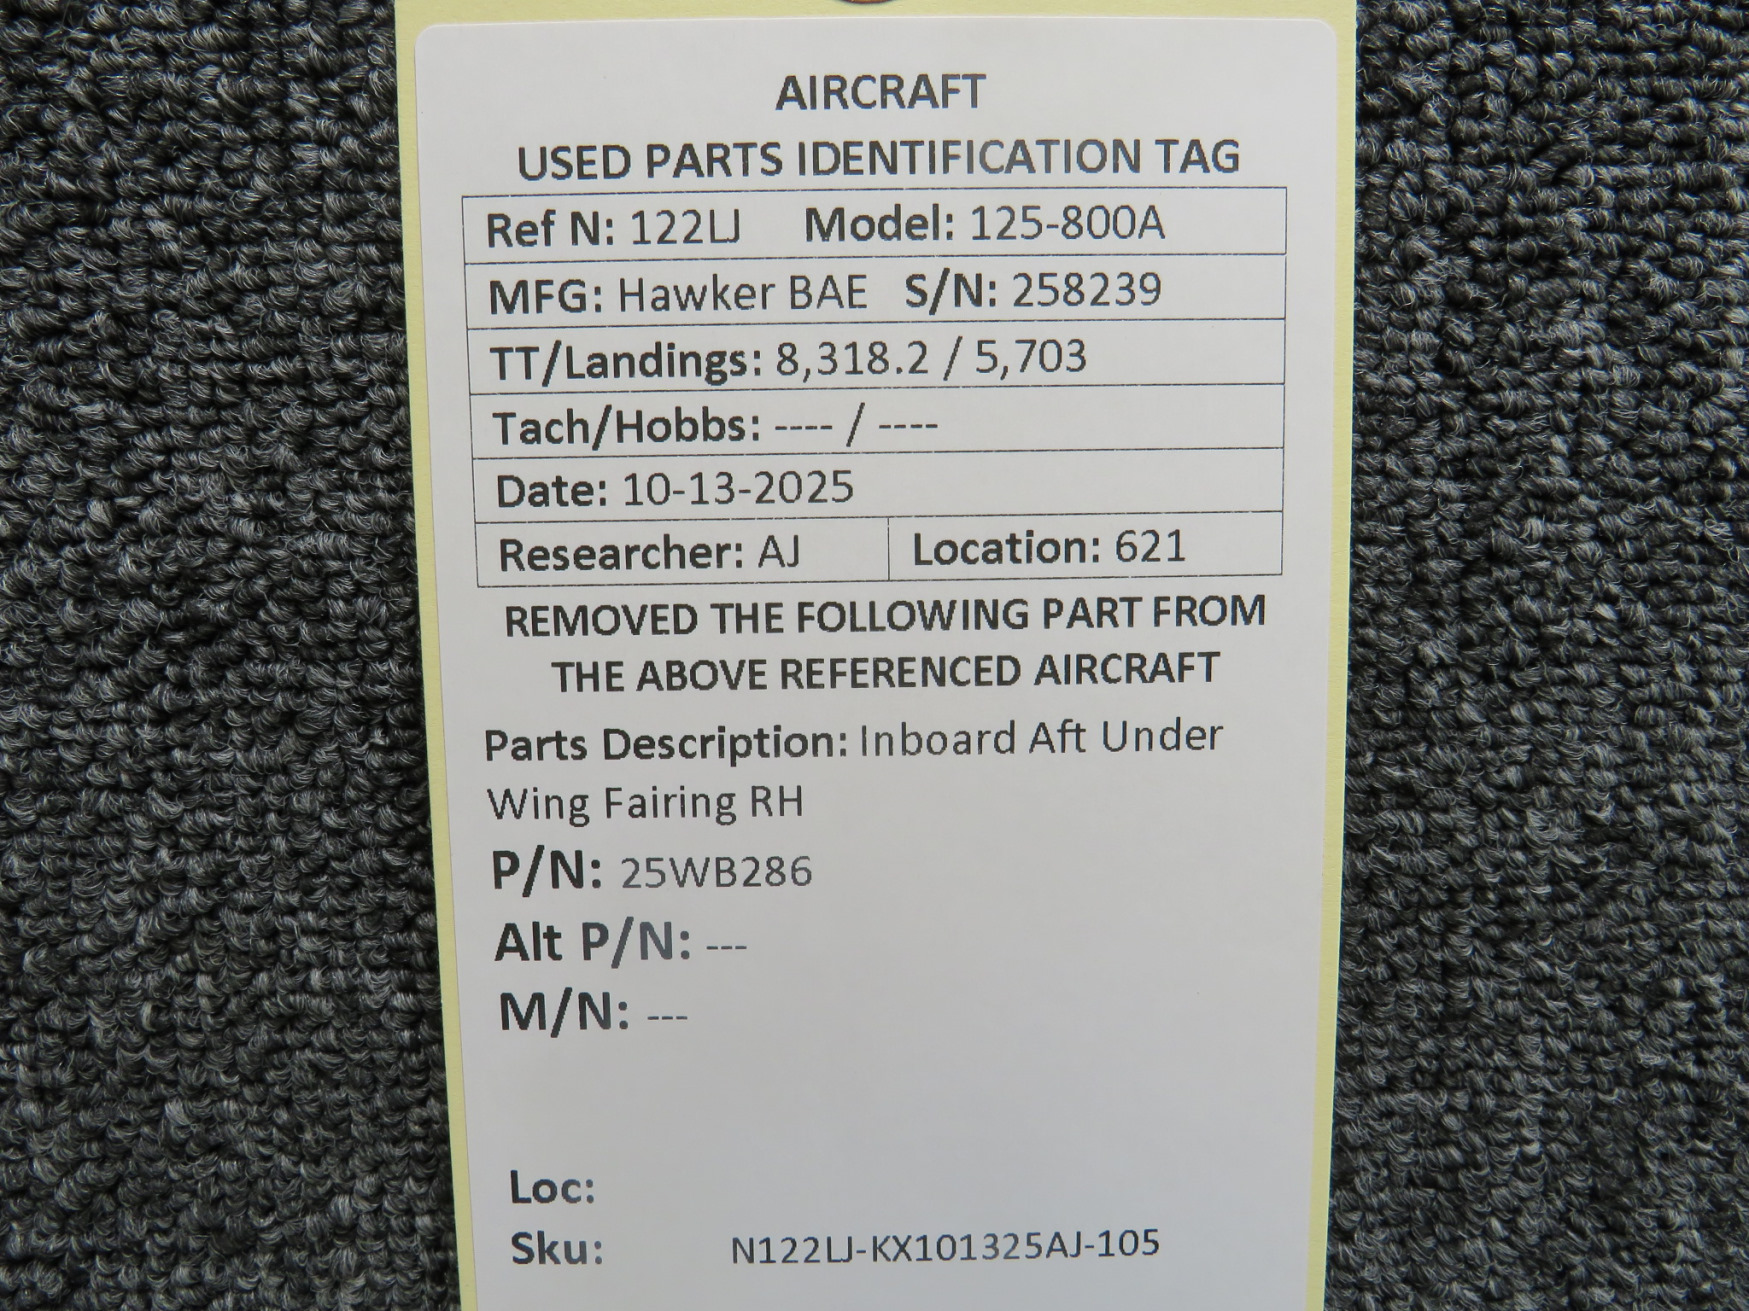 AIRCRAFT
USED PARTS IDENTIFICATION TAG
Ref N: 122LJ Model: 125-800A
MFG: Hawker BAE S/N: 258239
TT/Landings: 8,318.2 / 5,703
Tach/Hobbs: ---- / ----
Date: 10-13-2025
Researcher: AJ Location: 621
REMOVED THE FOLLOWING PART FROM
THE ABOVE REFERENCED AIRCRAFT
Parts Description: Inboard Aft Under
Wing Fairing RH
P/N: 25WB286
Alt P/N: ---
M/N: ---
Loc:
Sku: N122LJ-KX101325AJ-105